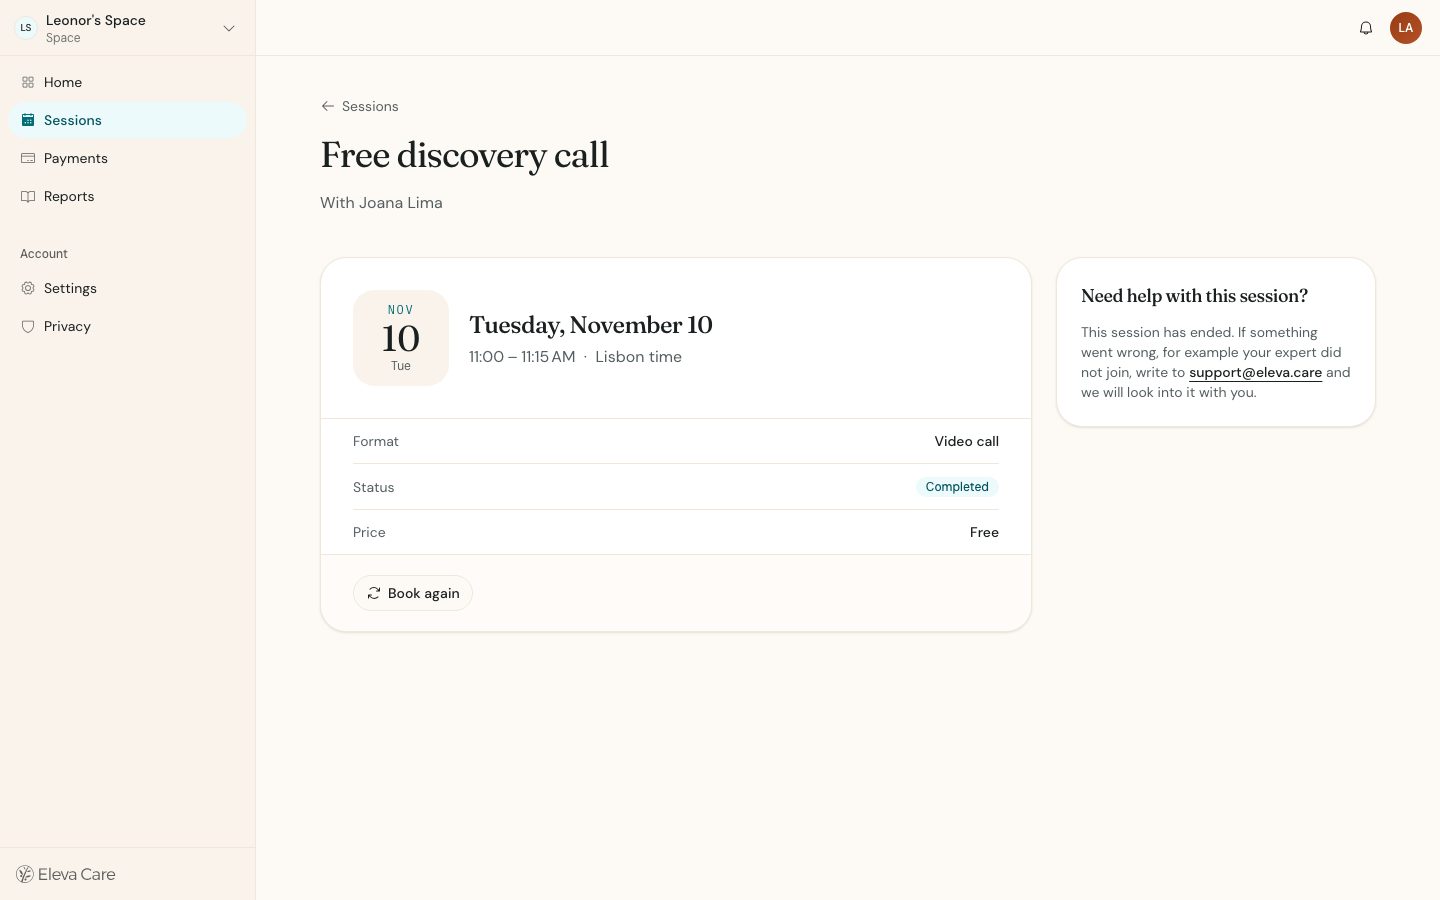 LS
Leonor's Space
Space
LA
Home
Sessions
Payments
Reports
Account
Settings
Privacy
Eleva Care
Sessions
Free discovery call
With Joana Lima
NOV
10
Tue
Tuesday, November 10
11:00 – 11:15 AM · Lisbon time
Format
Video call
Status
Completed
Price
Free
Book again
Need help with this session?
This session has ended. If something
went wrong, for example your expert did
not join, write to support@eleva.care and
we will look into it with you.